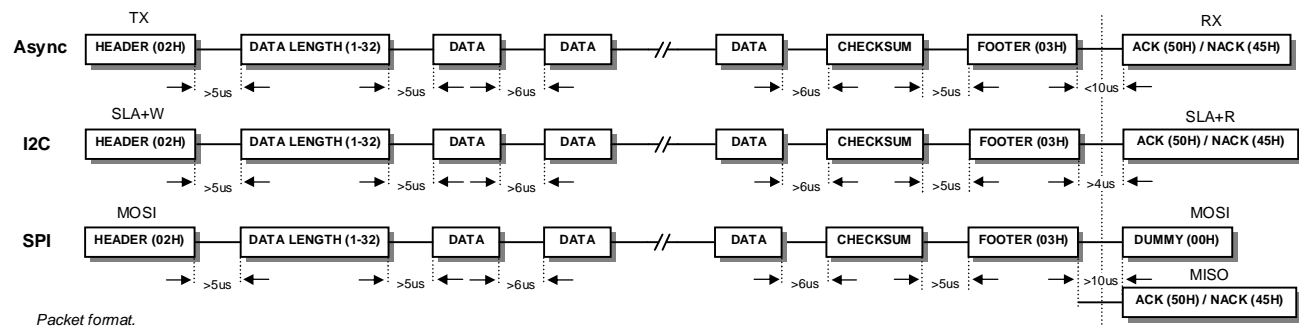 TX RX
Async HEADER (02H) DATA LENGTH (1-32) DATA DATA // DATA CHECKSUM FOOTER (03H) ACK (50H) / NACK (45H)
>5us >5us >6us >6us >5us <10us
SLA+W SLA+R
I2C HEADER (02H) DATA LENGTH (1-32) DATA DATA // DATA CHECKSUM FOOTER (03H) ACK (50H) / NACK (45H)
>5us >5us >6us >6us >5us >4us
MOSI MOSI
SPI HEADER (02H) DATA LENGTH (1-32) DATA DATA // DATA CHECKSUM FOOTER (03H) DUMMY (00H)
>5us >5us >6us >6us >5us >10us MISO
ACK (50H) / NACK (45H)
Packet format.